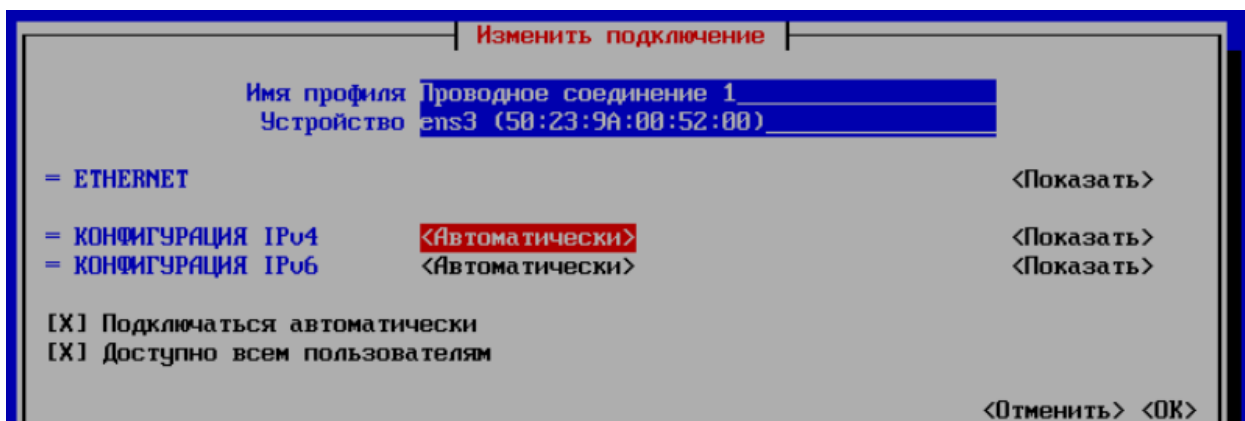 Изменить подключение
Имя профиля Проводное соединение 1
Устройство ens3 (50:23:9A:00:52:00)
= ETHERNET <Показать>
= КОНФИГУРАЦИЯ IPv4 <Автоматически> <Показать>
= КОНФИГУРАЦИЯ IPv6 <Автоматически> <Показать>
[X] Подключаться автоматически
[X] Доступно всем пользователям
<Отменить> <OK>